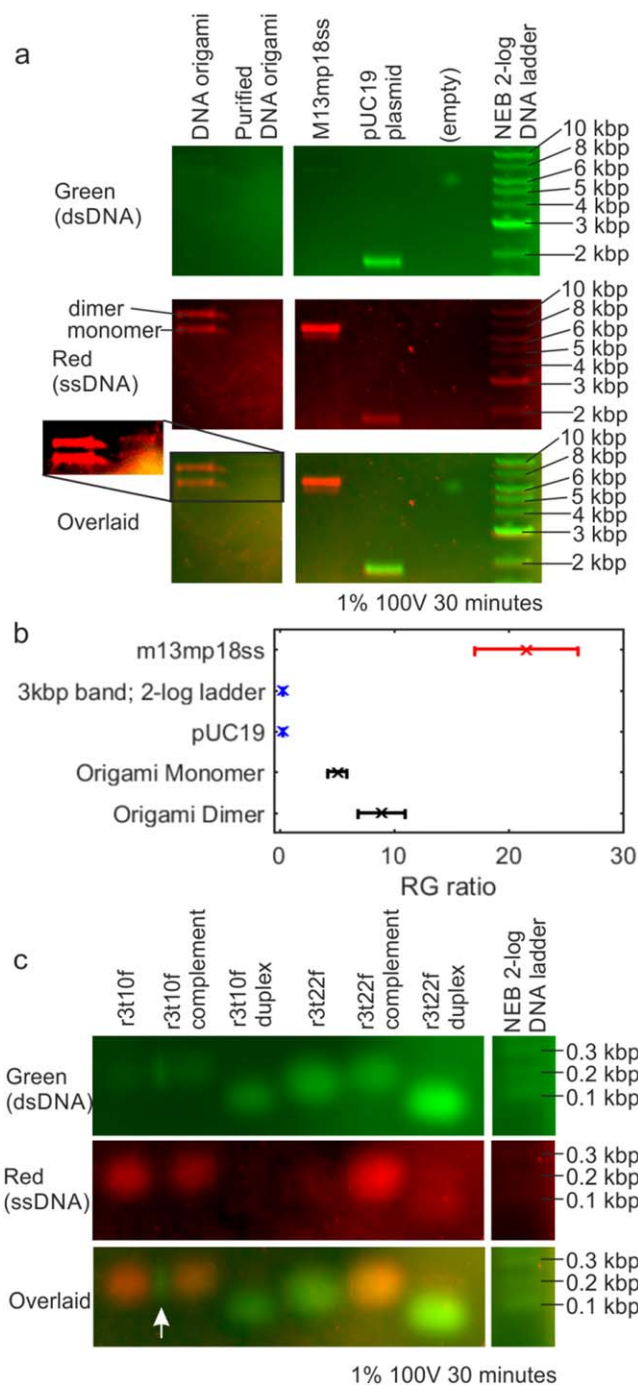 a
DNA origami
Purified
DNA origami
M13mp18ss
pUC19
plasmid
(empty)
NEB 2-log
DNA ladder
Green
(dsDNA)
10 kbp
8 kbp
6 kbp
5 kbp
4 kbp
3 kbp
2 kbp
dimer
monomer
Red
(ssDNA)
10 kbp
8 kbp
6 kbp
5 kbp
4 kbp
3 kbp
2 kbp
Overlaid
10 kbp
8 kbp
6 kbp
5 kbp
4 kbp
3 kbp
2 kbp
1% 100V 30 minutes
b
m13mp18ss
3kbp band; 2-log ladder
pUC19
Origami Monomer
Origami Dimer
0 10 20 30
RG ratio
c
r3t10f
r3t10f
complement
r3t10f
duplex
r3t22f
r3t22f
complement
r3t22f
duplex
NEB 2-log
DNA ladder
Green
(dsDNA)
0.3 kbp
0.2 kbp
0.1 kbp
Red
(ssDNA)
0.3 kbp
0.2 kbp
0.1 kbp
Overlaid
0.3 kbp
0.2 kbp
0.1 kbp
1% 100V 30 minutes